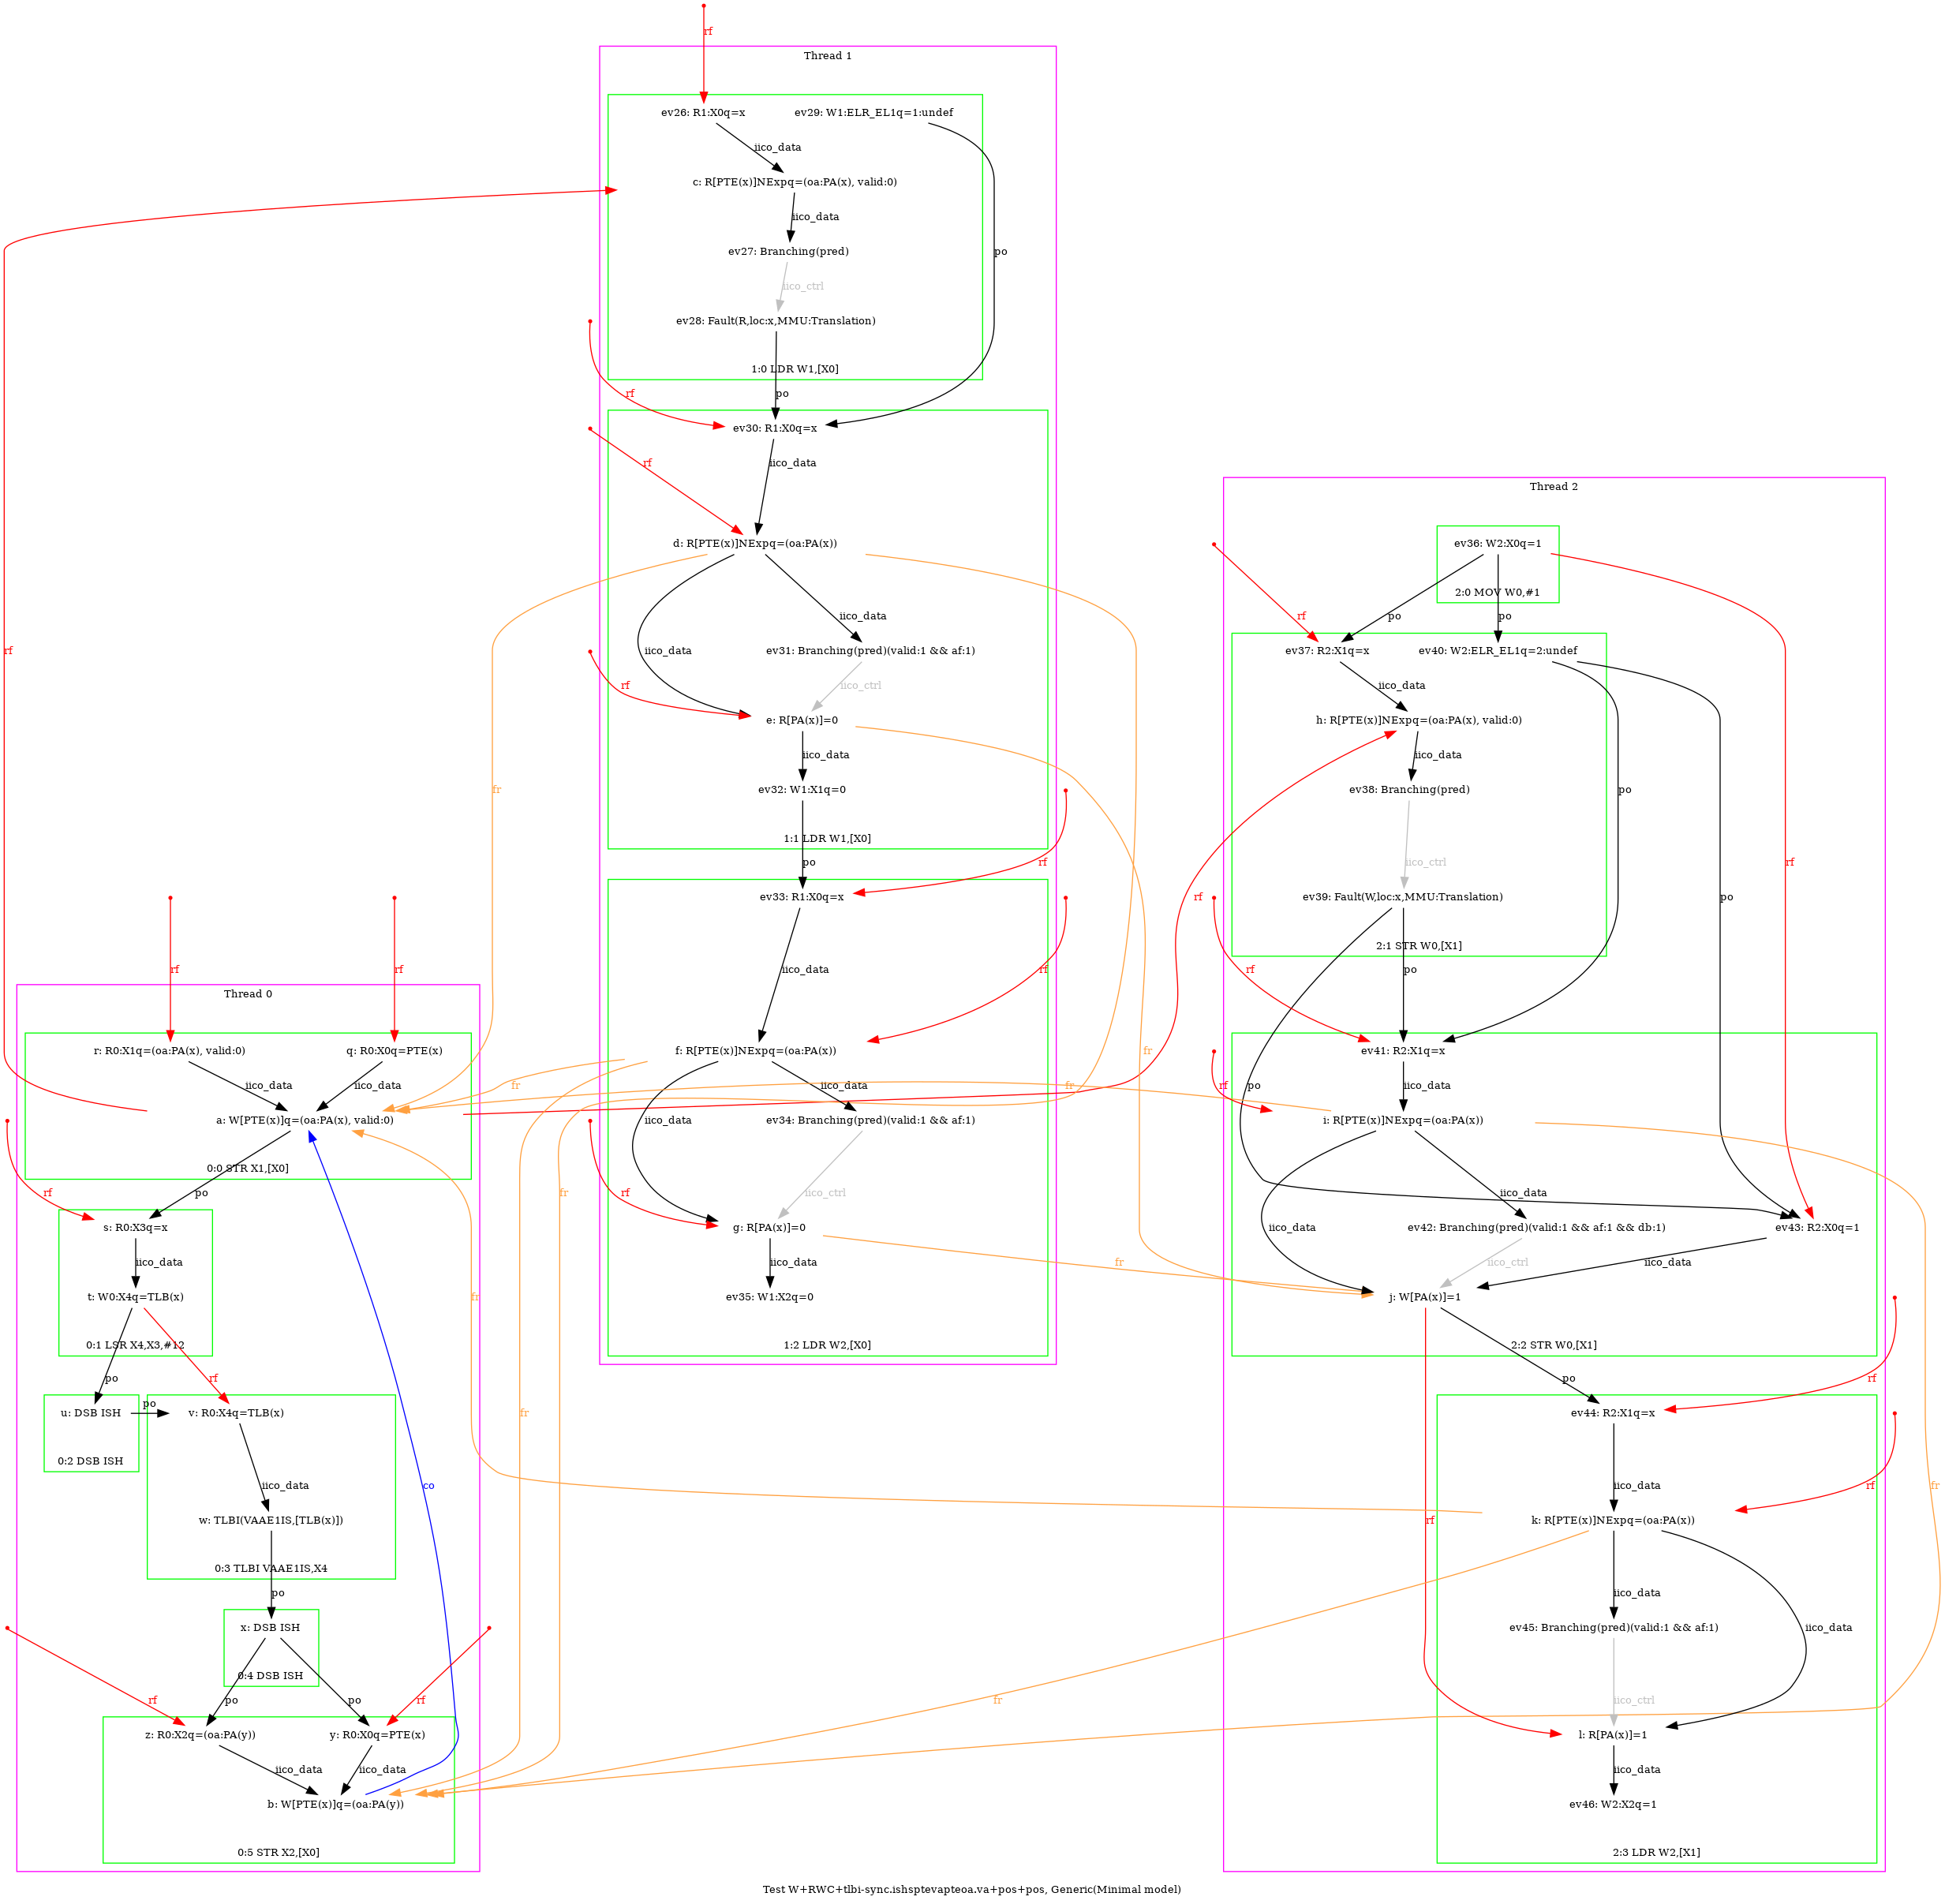 rf
Thread 1
ev26: R1:X0q=x
ev29: W1:ELR_EL1q=1:undef
iico_data
c: R[PTE(x)]NExpq=(oa:PA(x), valid:0)
iico_data
ev27: Branching(pred)
po
iico_ctrl
ev28: Fault(R,loc:x,MMU:Translation)
1:0 LDR W1,[X0]
rf
po
ev30: R1:X0q=x
rf
iico_data
Thread 2
d: R[PTE(x)]NExpq=(oa:PA(x))
ev36: W2:X0q=1
2:0 MOV W0,#1
rf
po
po
iico_data
rf
iico_data
ev31: Branching(pred)(valid:1 && af:1)
ev37: R2:X1q=x
ev40: W2:ELR_EL1q=2:undef
rf
iico_ctrl
iico_data
e: R[PA(x)]=0
h: R[PTE(x)]NExpq=(oa:PA(x), valid:0)
iico_data
iico_data
fr
ev32: W1:X1q=0
ev38: Branching(pred)
po
1:1 LDR W1,[X0]
po
rf
iico_ctrl
rf
ev33: R1:X0q=x
rf
ev39: Fault(W,loc:x,MMU:Translation)
po
2:1 STR W0,[X1]
rf
rf
iico_data
rf
rf
po
Thread 0
r: R0:X1q=(oa:PA(x), valid:0)
q: R0:X0q=PTE(x)
f: R[PTE(x)]NExpq=(oa:PA(x))
fr
ev41: R2:X1q=x
iico_data
iico_data
fr
iico_data
fr
rf
po
iico_data
a: W[PTE(x)]q=(oa:PA(x), valid:0)
iico_data
ev34: Branching(pred)(valid:1 && af:1)
i: R[PTE(x)]NExpq=(oa:PA(x))
0:0 STR X1,[X0]
rf
po
rf
iico_ctrl
iico_data
s: R0:X3q=x
g: R[PA(x)]=0
iico_data
ev42: Branching(pred)(valid:1 && af:1 && db:1)
ev43: R2:X0q=1
iico_data
iico_data
fr
iico_ctrl
iico_data
t: W0:X4q=TLB(x)
fr
ev35: W1:X2q=0
j: W[PA(x)]=1
0:1 LSR X4,X3,#12
1:2 LDR W2,[X0]
2:2 STR W0,[X1]
po
rf
po
rf
u: DSB ISH
po
v: R0:X4q=TLB(x)
fr
ev44: R2:X1q=x
0:2 DSB ISH
iico_data
co
fr
iico_data
rf
fr
w: TLBI(VAAE1IS,[TLB(x)])
rf
k: R[PTE(x)]NExpq=(oa:PA(x))
0:3 TLBI VAAE1IS,X4
po
iico_data
x: DSB ISH
ev45: Branching(pred)(valid:1 && af:1)
iico_data
0:4 DSB ISH
rf
po
po
rf
fr
iico_ctrl
z: R0:X2q=(oa:PA(y))
y: R0:X0q=PTE(x)
l: R[PA(x)]=1
iico_data
iico_data
iico_data
b: W[PTE(x)]q=(oa:PA(y))
ev46: W2:X2q=1
0:5 STR X2,[X0]
2:3 LDR W2,[X1]
Test W+RWC+tlbi-sync.ishsptevapteoa.va+pos+pos, Generic(Minimal model)